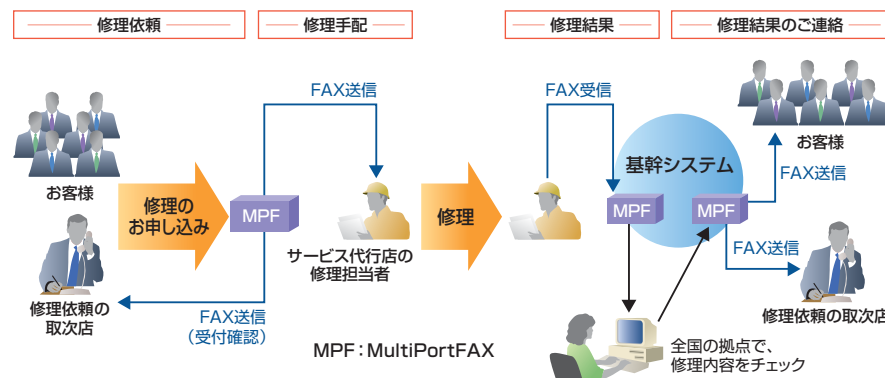 修理依頼
修理手配
修理結果
修理結果のご連絡
FAX送信
FAX受信
お客様
お客様
基幹システム
FAX送信
修理の
お申し込み
MPF
修理
MPF
MPF
サービス代行店の
修理担当者
FAX送信
修理依頼の
取次店
FAX送信
(受付確認)
修理依頼の取次店
MPF:MultiPortFAX
全国の拠点で、
修理内容をチェック